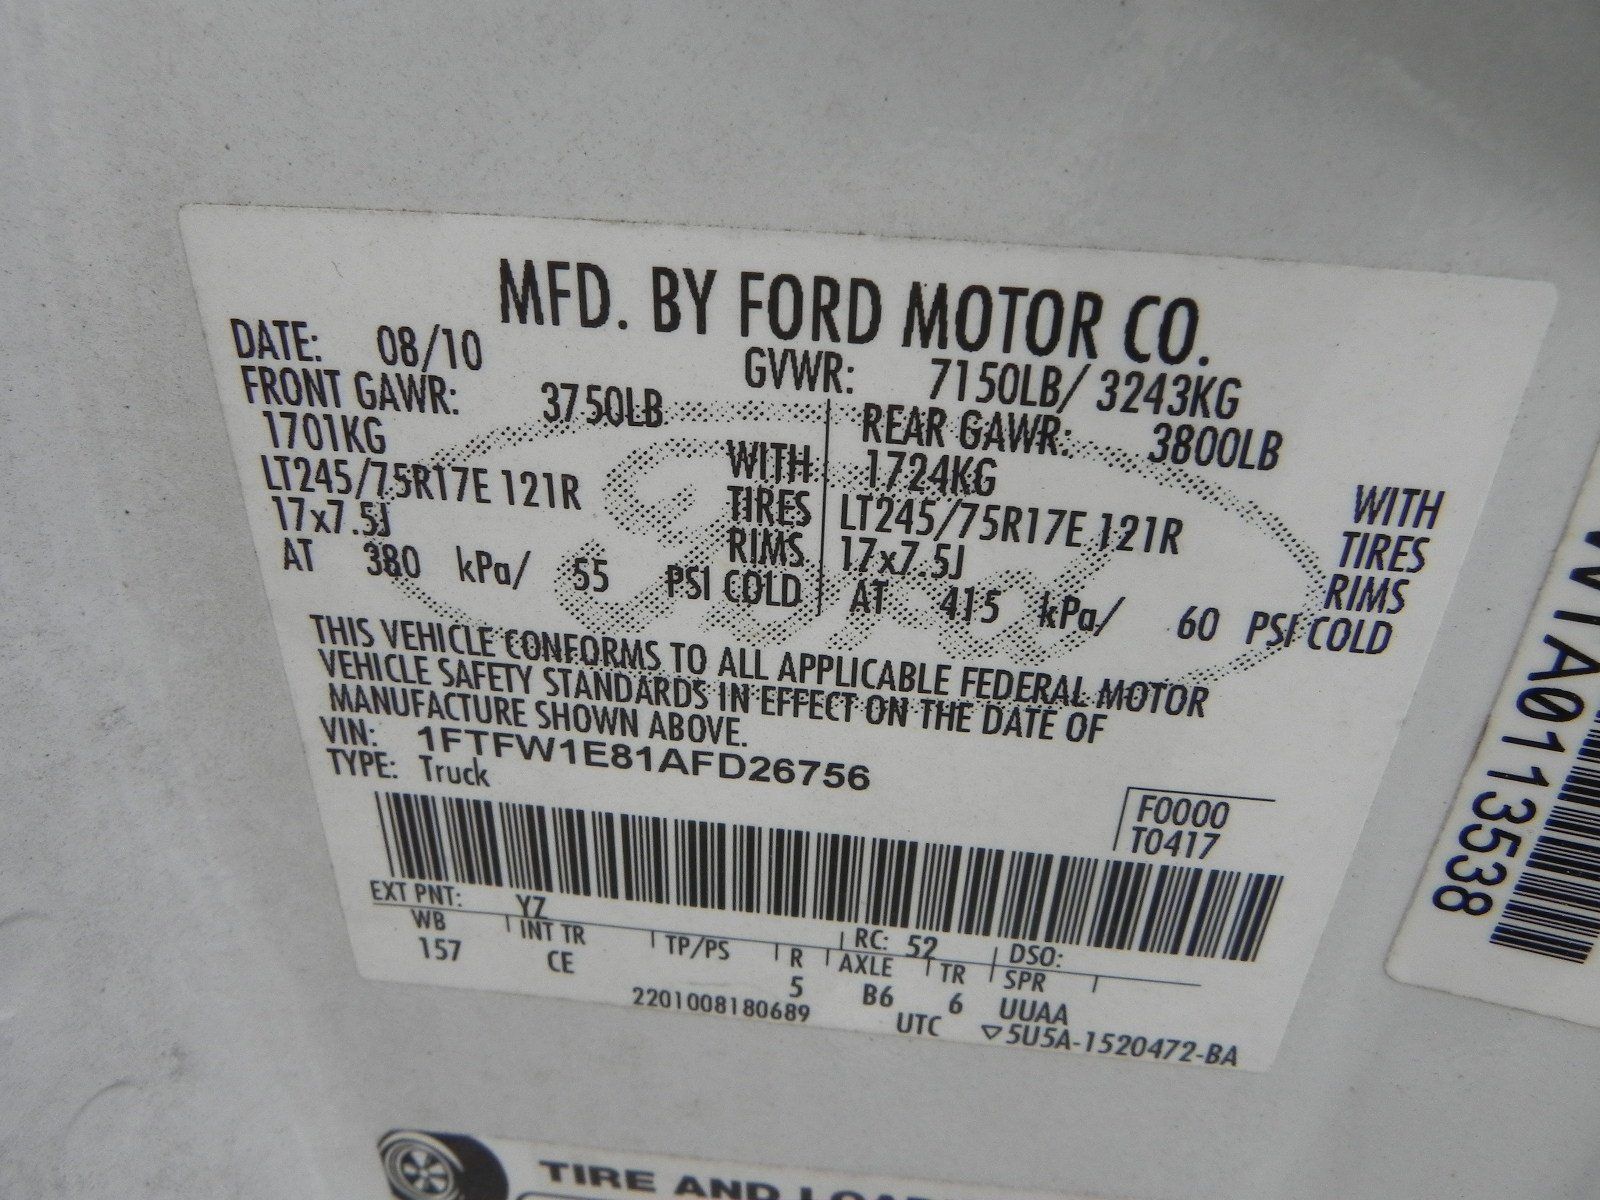 MFD. BY FORD MOTOR CO.
DATE: 08/10 GVWR: 7150LB/ 3243KG
FRONT GAWR: 3750LB REAR GAWR: 3800LB
1701KG WITH 1724KG WITH
LT245/75R17E 121R TIRES LT245/75R17E 121R TIRES
17x7.5J RIMS 17x7.5J RIMS
AT 380 kPa/ 55 PSI COLD AT 415 kPa/ 60 PSI COLD
THIS VEHICLE CONFORMS TO ALL APPLICABLE FEDERAL MOTOR
VEHICLE SAFETY STANDARDS IN EFFECT ON THE DATE OF
MANUFACTURE SHOWN ABOVE.
VIN: 1FTFW1E81AFD26756
TYPE: Truck
F0000
T0417
EXT PNT: YZ RC: 52 DSO:
WB INT TR TP/PS R AXLE TR SPR
157 CE 5 B6 6 UUAA
2201008180689 UTC ▽5U5A-1520472-BA
A0113538
TIRE AND